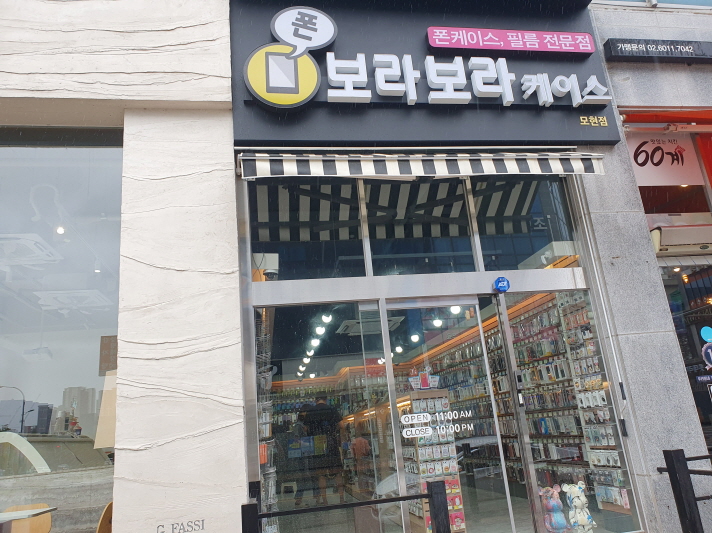 폰
폰케이스, 필름 전문점
보라보라 케이스
모현점
가맹문의 02.6011.7042
60계
ADT
OPEN 11:00 AM
CLOSE 10:00 PM
G. FASSI